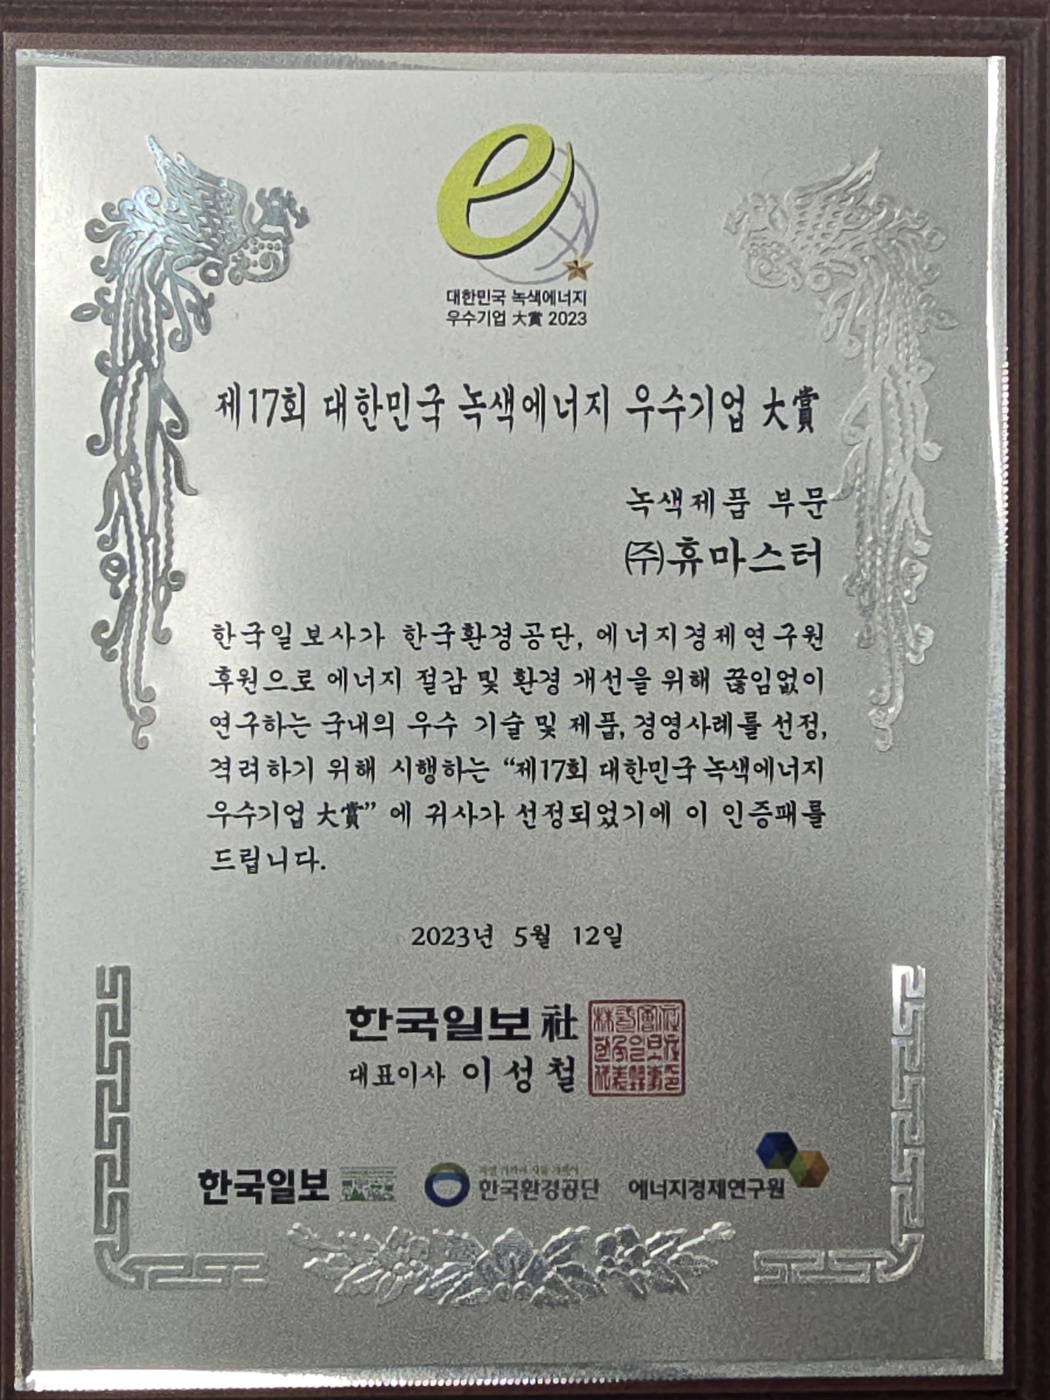 e
대한민국 녹색에너지
우수기업 大賞 2023
제17회 대한민국 녹색에너지 우수기업 大賞
녹색제품 부문
㈜휴마스터
한국일보사가 한국환경공단, 에너지경제연구원
후원으로 에너지 절감 및 환경 개선을 위해 끊임없이
연구하는 국내의 우수 기술 및 제품, 경영사례를 선정,
격려하기 위해 시행하는 “제17회 대한민국 녹색에너지
우수기업 大賞” 에 귀사가 선정되었기에 이 인증패를
드립니다.
2023년 5월 12일
한국일보社
대표이사 이성철
한국일보
한국환경공단
에너지경제연구원